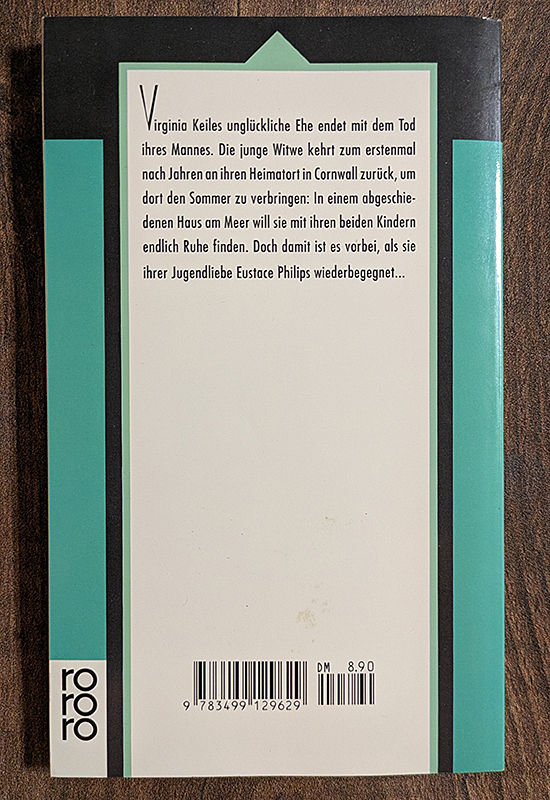 Virginia Keiles unglückliche Ehe endet mit dem Tod
ihres Mannes. Die junge Witwe kehrt zum erstenmal
nach Jahren an ihren Heimatort in Cornwall zurück, um
dort den Sommer zu verbringen: In einem abgeschie-
denen Haus am Meer will sie mit ihren beiden Kindern
endlich Ruhe finden. Doch damit ist es vorbei, als sie
ihrer Jugendliebe Eustace Philips wiederbegegnet...
DM 8.90
9 783499 129629
ro
ro
ro